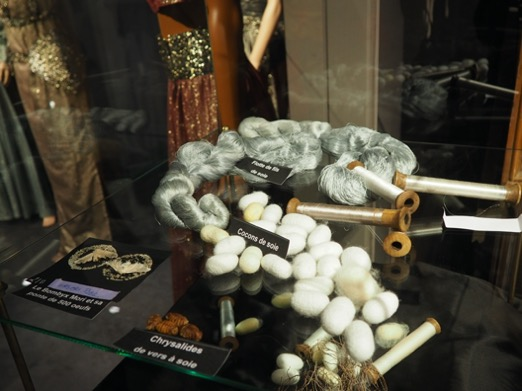 Flotte de fils
de soie
Cocons de soie
Le Bombyx Mori et sa
ponte de 500 oeufs
Chrysalides
de vers à soie